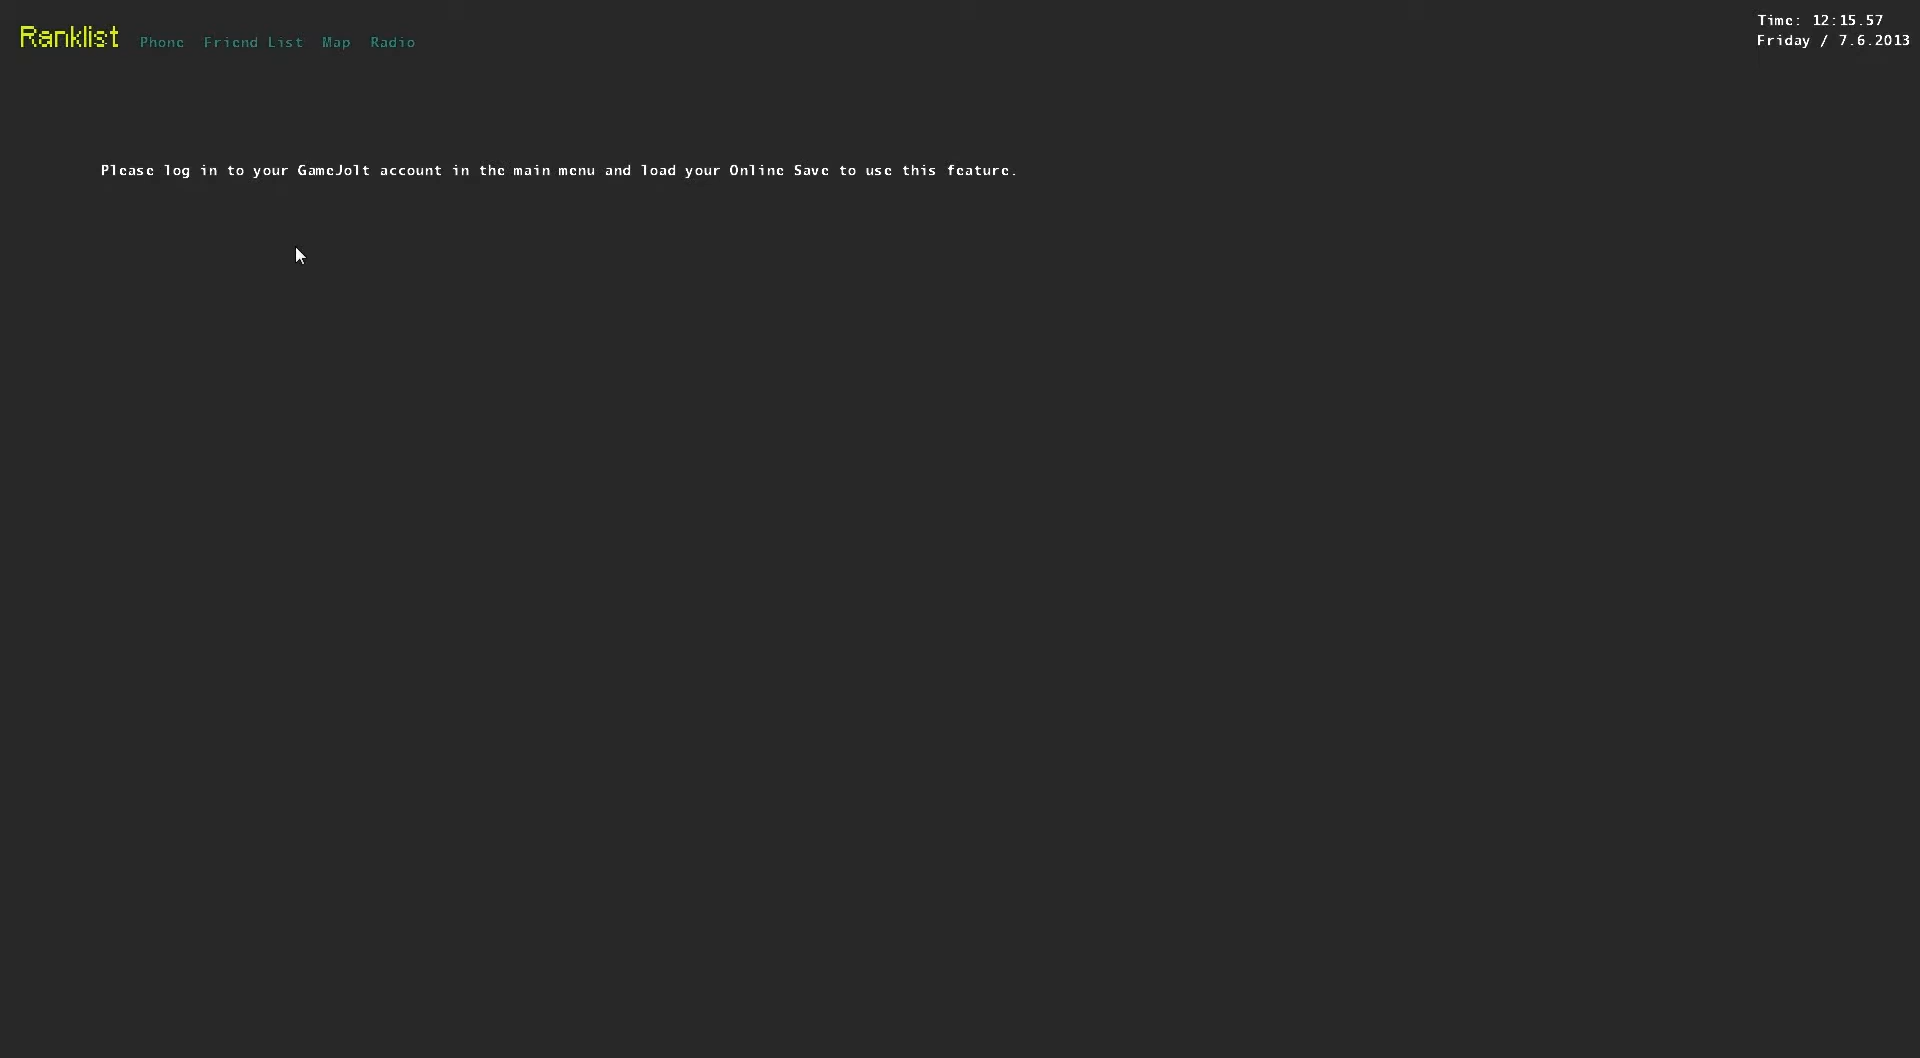 Ranklist Phone Friend List Map Radio
Time: 12:15.57
Friday / 7.6.2013
Please log in to your GameJolt account in the main menu and load your Online Save to use this feature.